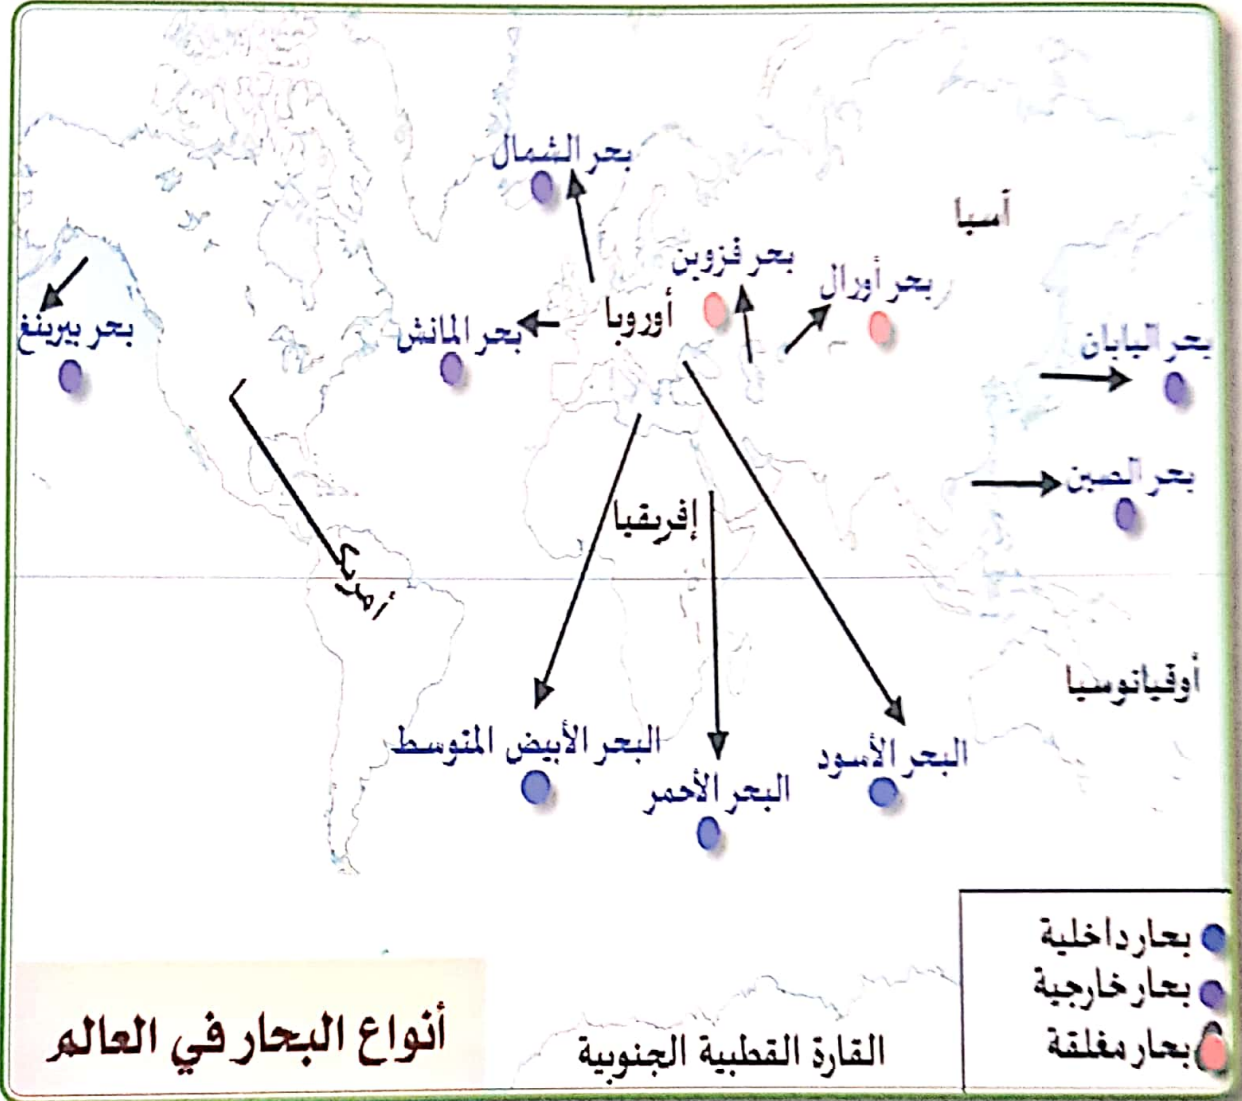 بحر الشمال
آسيا
بحر قزوين
بحر أورال
أوروبا
بحر المانش
بحر بيرينغ
بحر اليابان
بحر الصين
إفريقيا
أمريكا
أوقيانوسيا
البحر الأبيض المتوسط
البحر الأحمر
البحر الأسود
بحار داخلية
بحار خارجية
بحار مغلقة
أنواع البحار في العالم
القارة القطبية الجنوبية